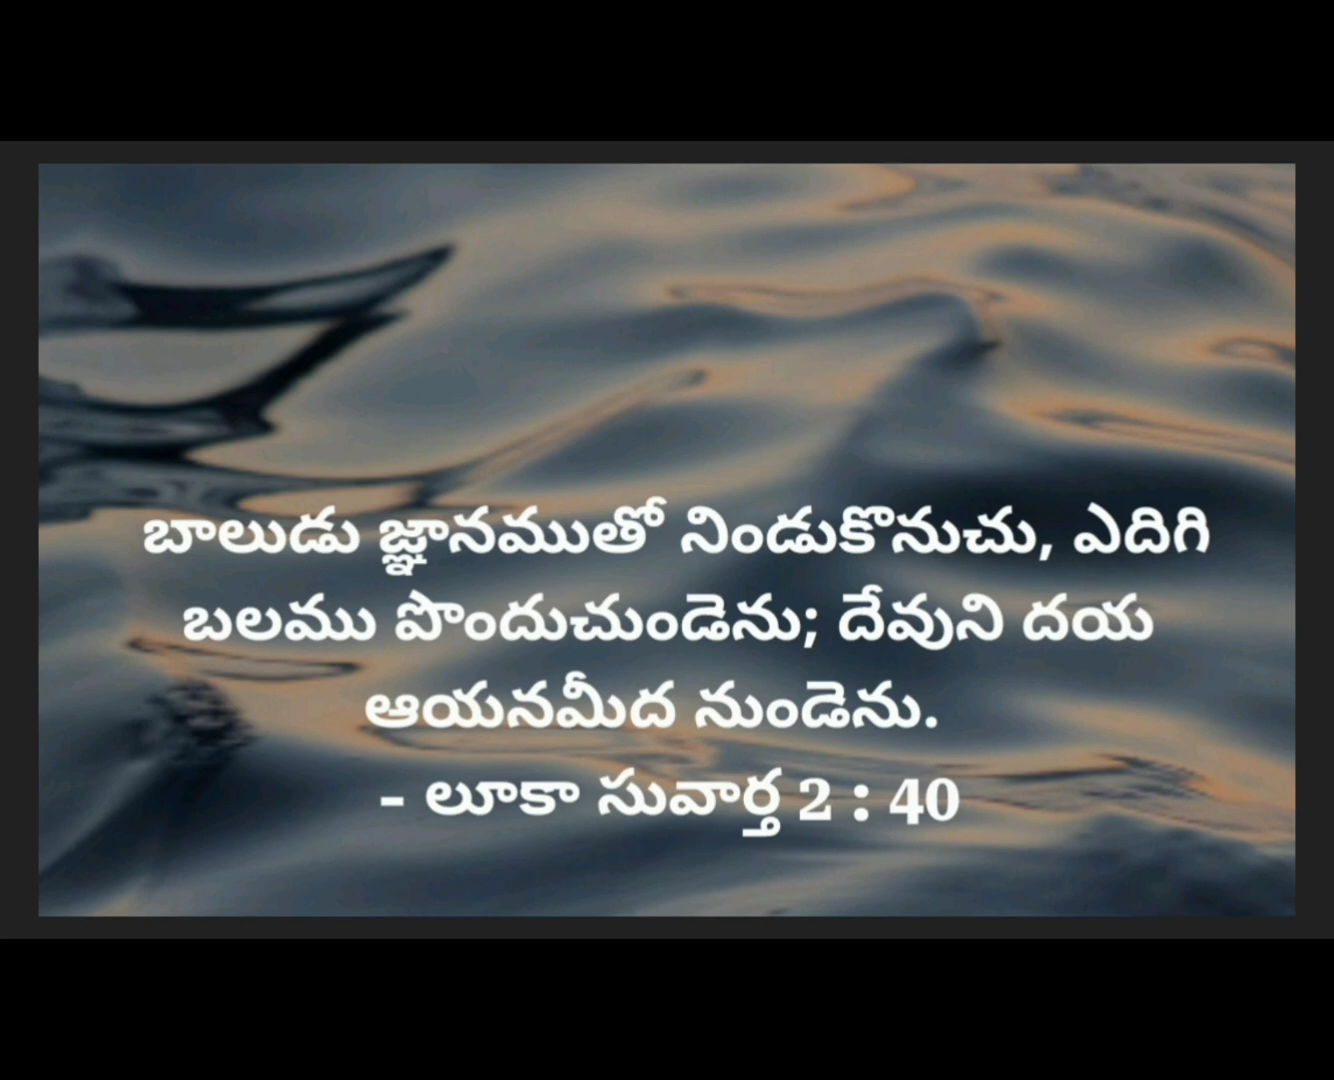 బాలుడు జ్ఞానముతో నిండుకొనుచు, ఎదిగి
బలము పొందుచుండెను; దేవుని దయ
ఆయనమీద నుండెను.
- లూకా సువార్త 2 : 40